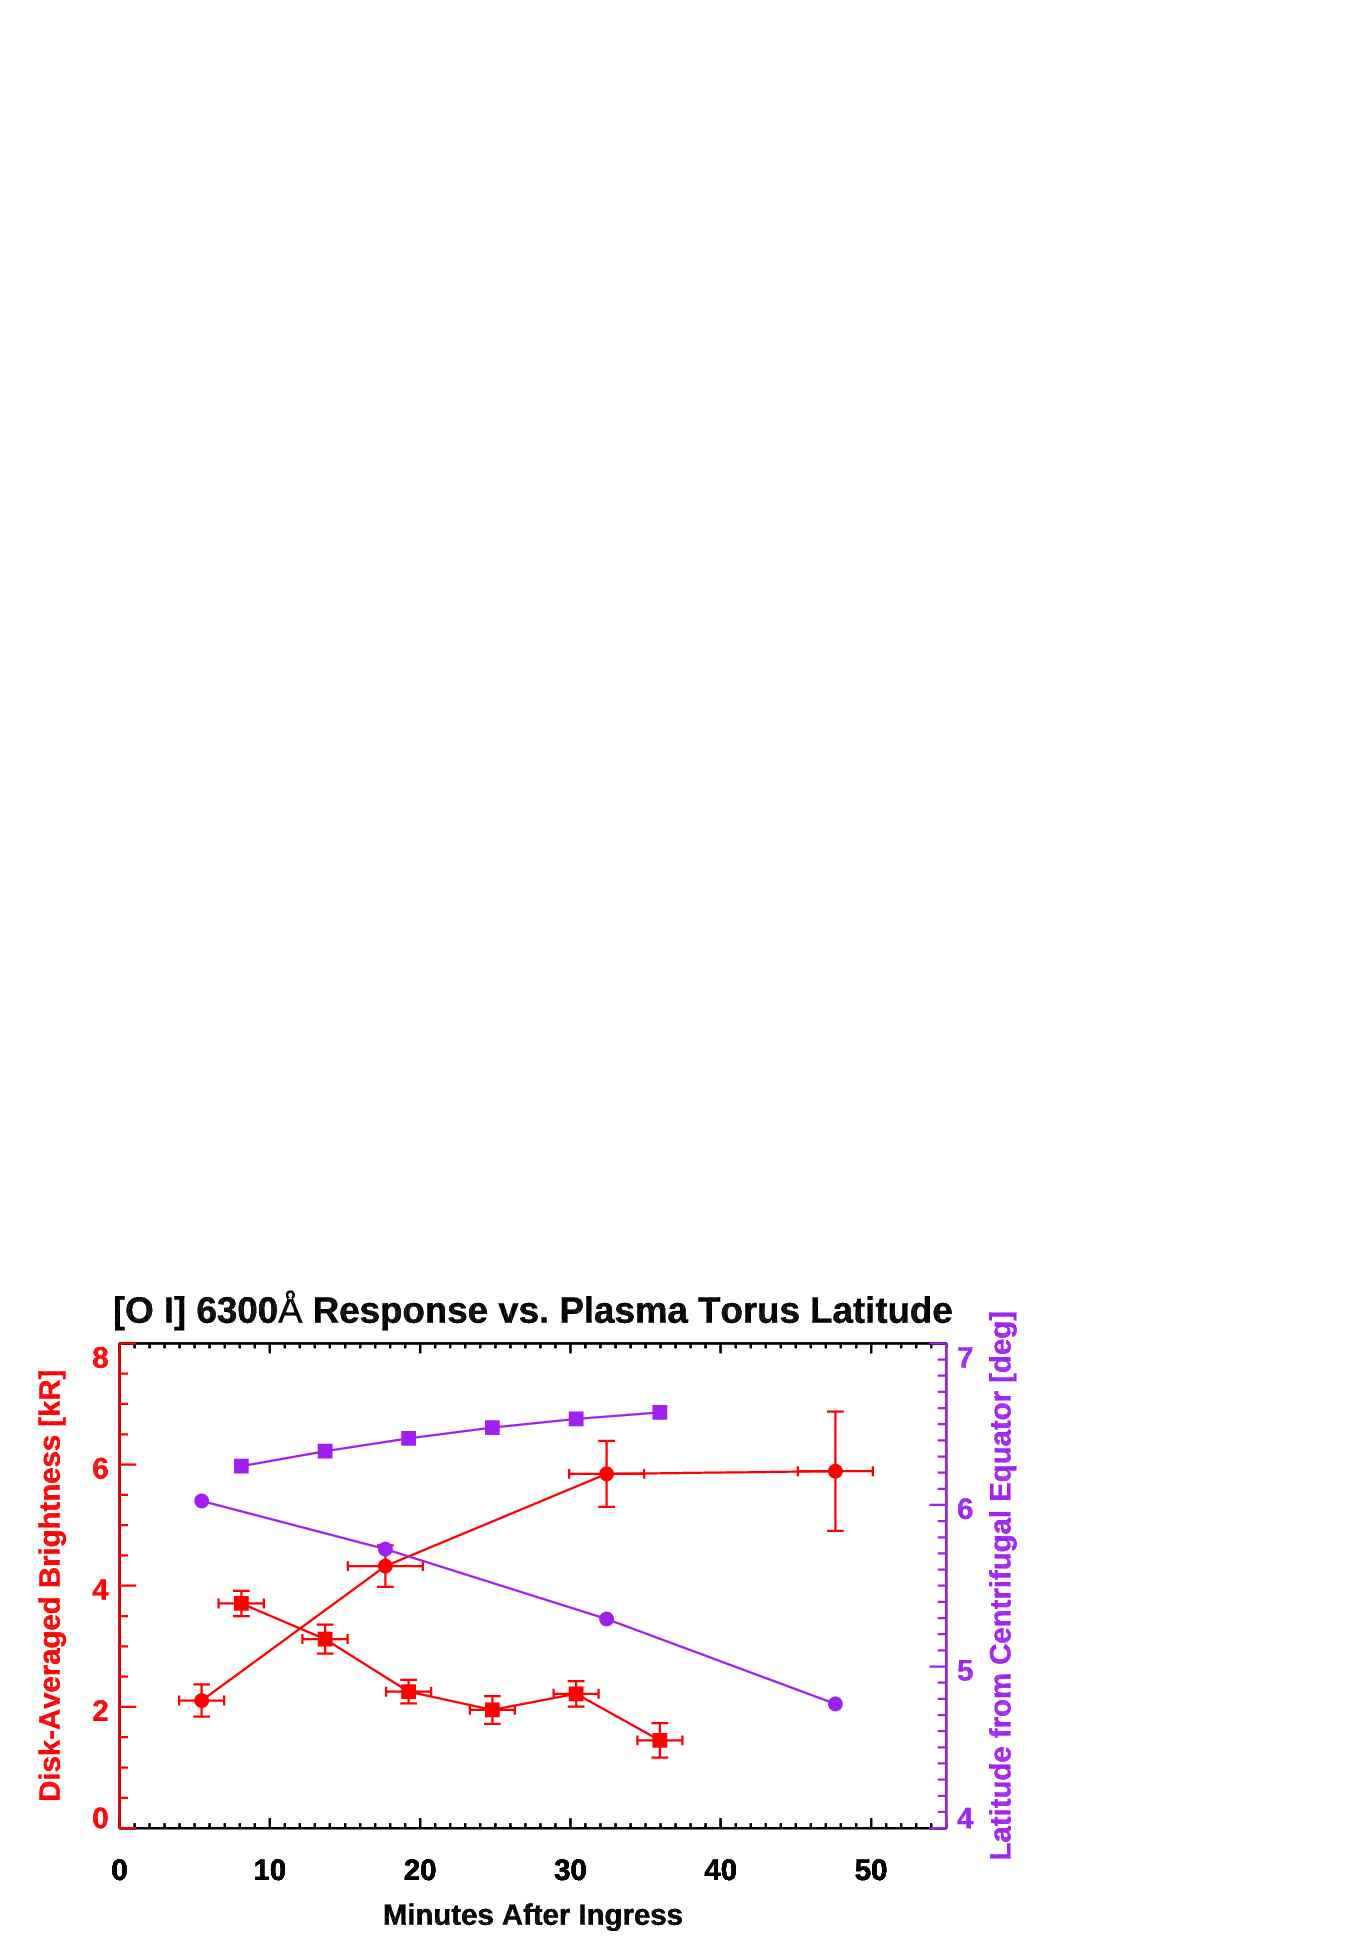 [O I] 6300Å Response vs. Plasma Torus Latitude
Disk-Averaged Brightness [kR]
8
6
4
2
0
7
6
5
4
Latitude from Centrifugal Equator [deg]
0 10 20 30 40 50
Minutes After Ingress